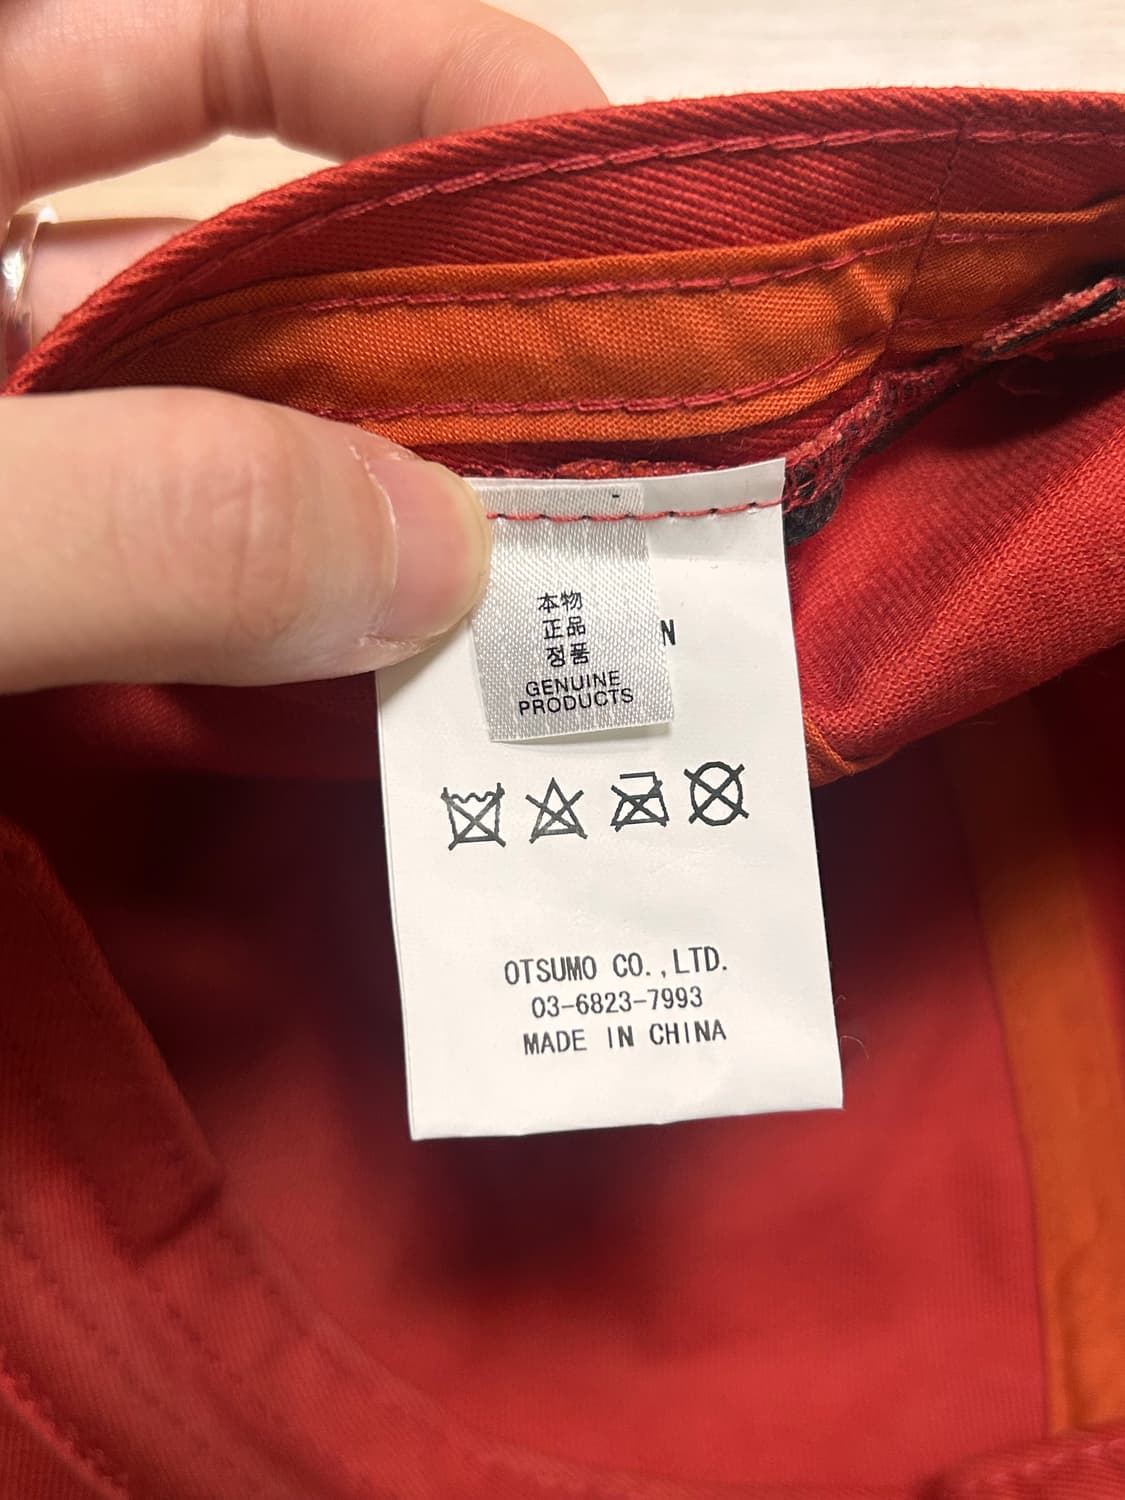 本物
正品
정품
GENUINE
PRODUCTS
N
OTSUMO CO.,LTD.
03-6823-7993
MADE IN CHINA